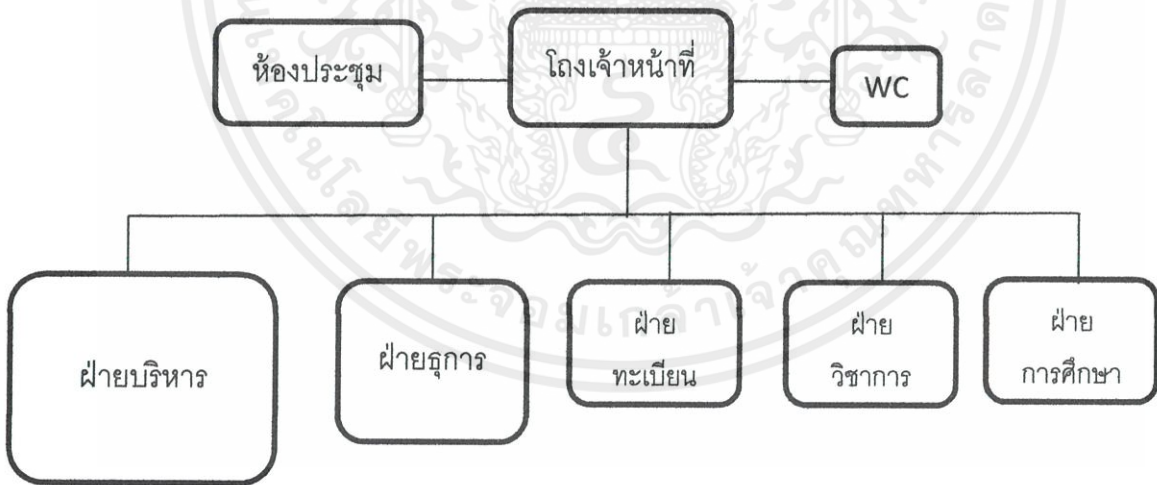 ห้องประชุม
โถงเจ้าหน้าที่
WC
ฝ่ายบริหาร
ฝ่ายธุการ
ฝ่าย
ทะเบียน
ฝ่าย
วิชาการ
ฝ่าย
การศึกษา